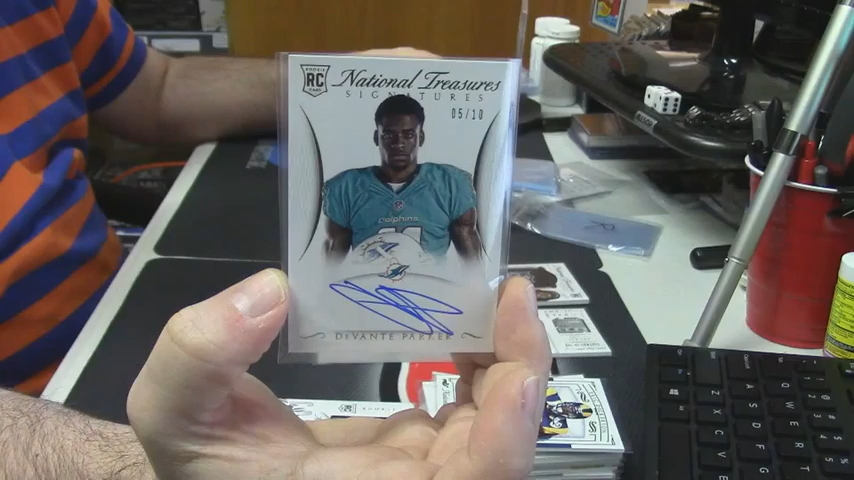 ROOKIE
RC
CARD
National Treasures
SIGNATURES
05/10
Dolphins
DEVANTE PARKER